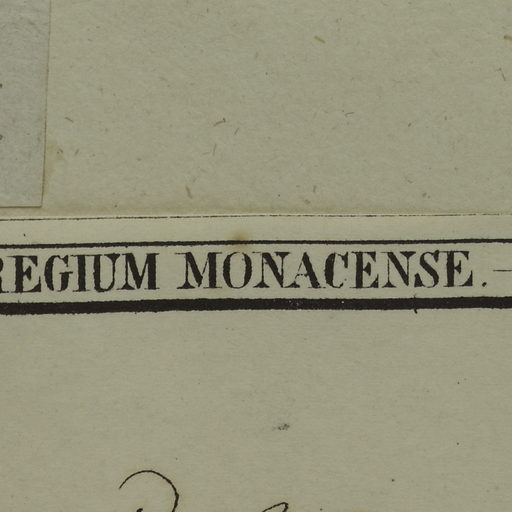 REGIUM MONACENSE. —